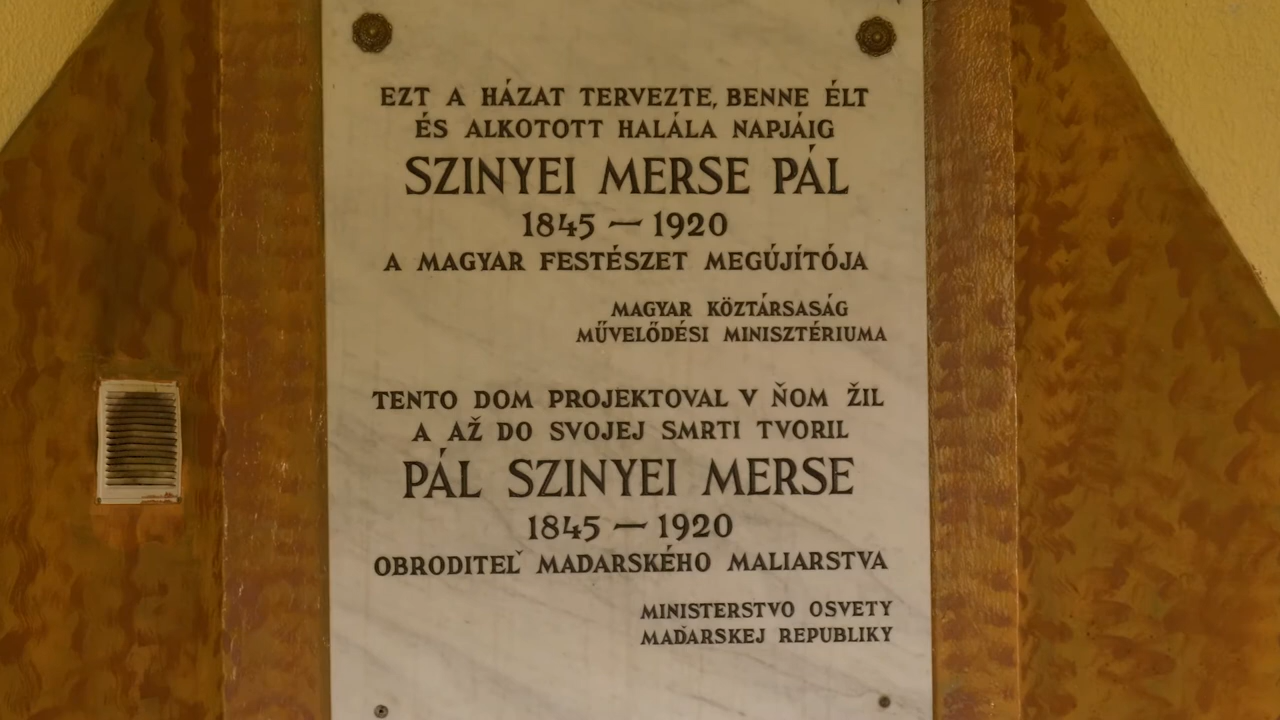 EZT A HÁZAT TERVEZTE, BENNE ÉLT
ÉS ALKOTOTT HALÁLA NAPJÁIG
SZINYEI MERSE PÁL
1845 — 1920
A MAGYAR FESTÉSZET MEGÚJÍTÓJA
MAGYAR KÖZTÁRSASÁG
MŰVELŐDÉSI MINISZTÉRIUMA
TENTO DOM PROJEKTOVAL V ŇOM ŽIL
A AŽ DO SVOJEJ SMRTI TVORIL
PÁL SZINYEI MERSE
1845 — 1920
OBRODITEĽ MADARSKÉHO MALIARSTVA
MINISTERSTVO OSVETY
MAĎARSKEJ REPUBLIKY